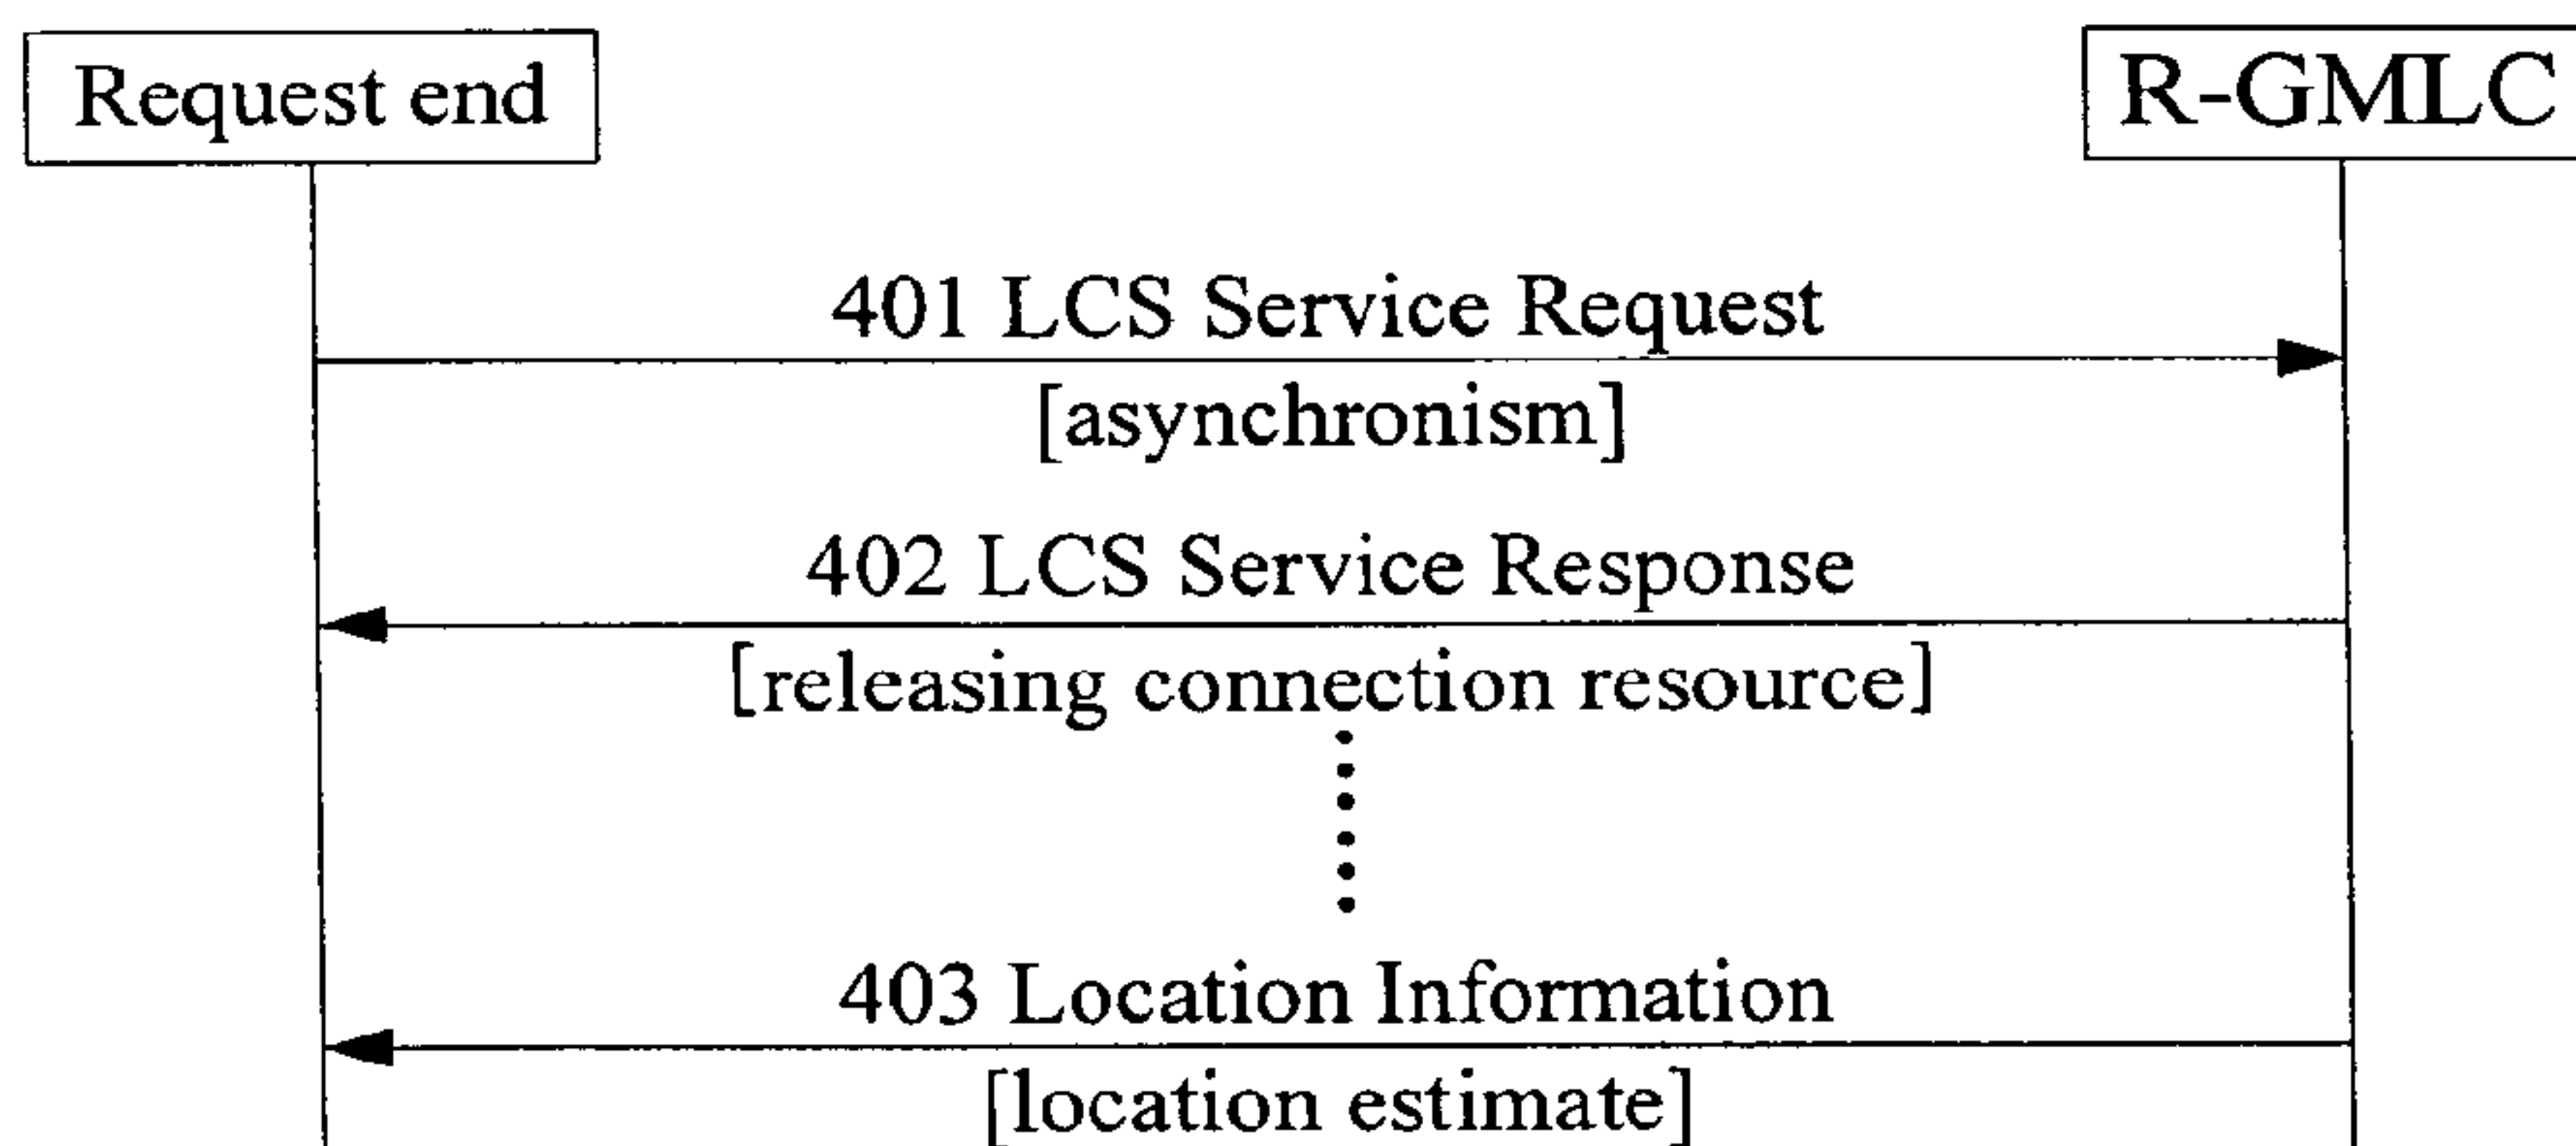 Request end
R-GMLC
401 LCS Service Request
[asynchronism]
402 LCS Service Response
[releasing connection resource]
403 Location Information
[location estimate]